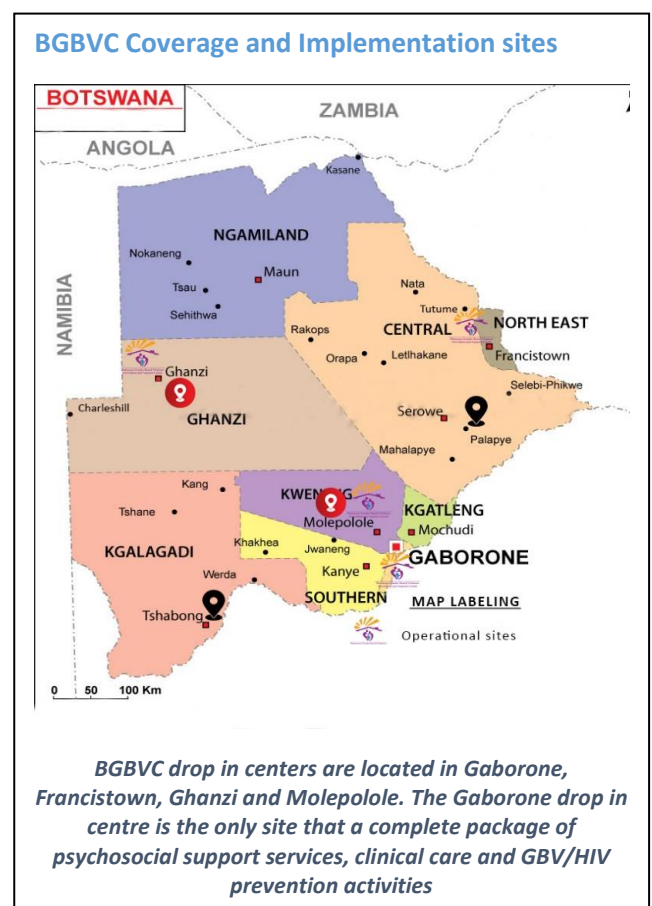 BGBVC Coverage and Implementation sites
BOTSWANA
ZAMBIA
ANGOLA
Kasane
NGAMILAND
Nokaneng
Maun
Tsau
Sehithwa
NAMIBIA
Nata
Tutume
NORTH EAST
CENTRAL
Rakops
Francistown
Orapa
Letlhakane
Ghanzi
Selebi-Phikwe
Charleshill
GHANZI
Serowe
Palapye
Mahalapye
Kang
KWENENG
KGATLENG
Tshane
Molepolole
Mochudi
KGALAGADI
Khakhea
Jwaneng
GABORONE
Kanye
Werda
SOUTHERN
MAP LABELING
Tshabong
Operational sites
0 50 100 Km
BGBVC drop in centers are located in Gaborone,
Francistown, Ghanzi and Molepolole. The Gaborone drop in
centre is the only site that a complete package of
psychosocial support services, clinical care and GBV/HIV
prevention activities